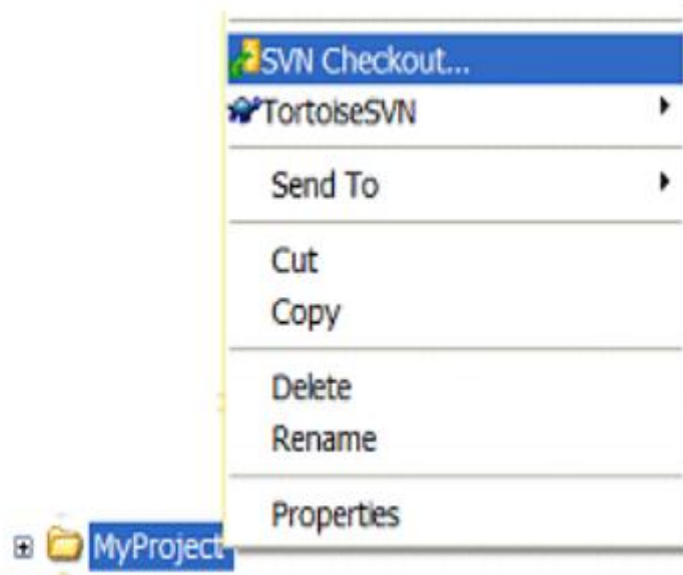 SVN Checkout...
TortoiseSVN
Send To
Cut
Copy
Delete
Rename
Properties
MyProject